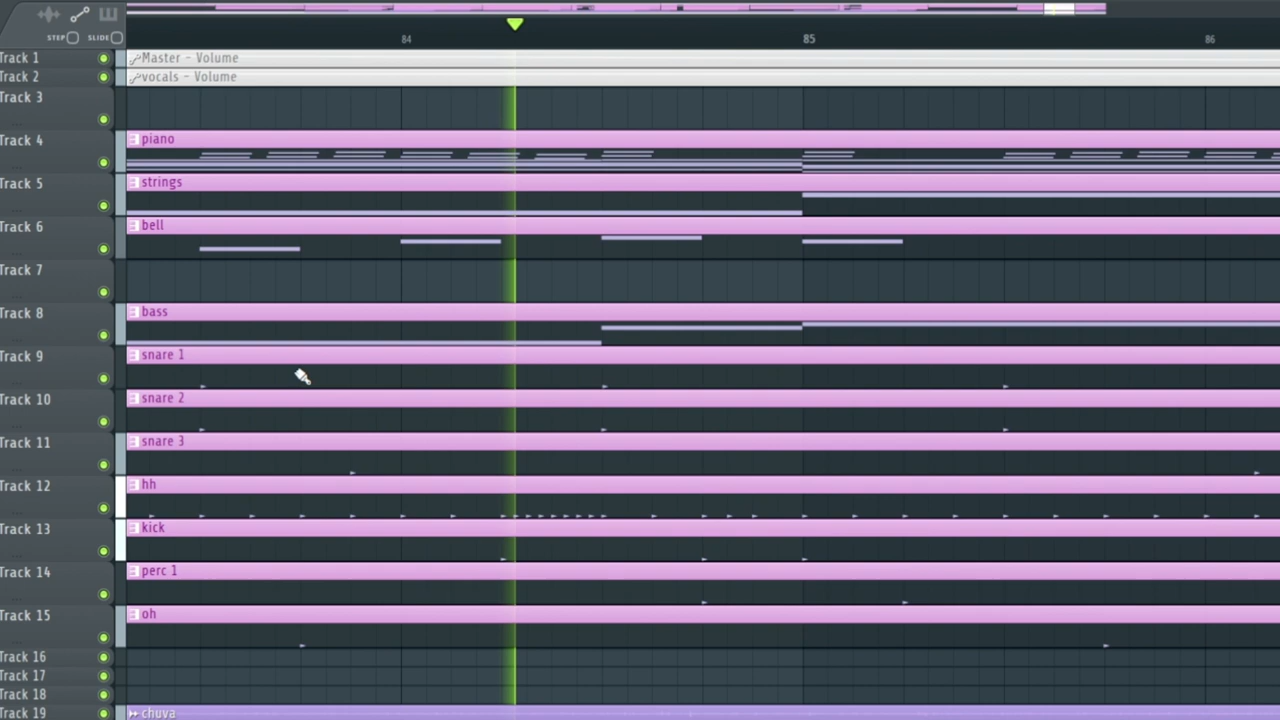 STEP SLIDE
84 85 86
Track 1 Master - Volume
Track 2 vocals - Volume
Track 3
Track 4 piano
Track 5 strings
Track 6 bell
Track 7
Track 8 bass
Track 9 snare 1
Track 10 snare 2
Track 11 snare 3
Track 12 hh
Track 13 kick
Track 14 perc 1
Track 15 oh
Track 16
Track 17
Track 18
Track 19 chuva